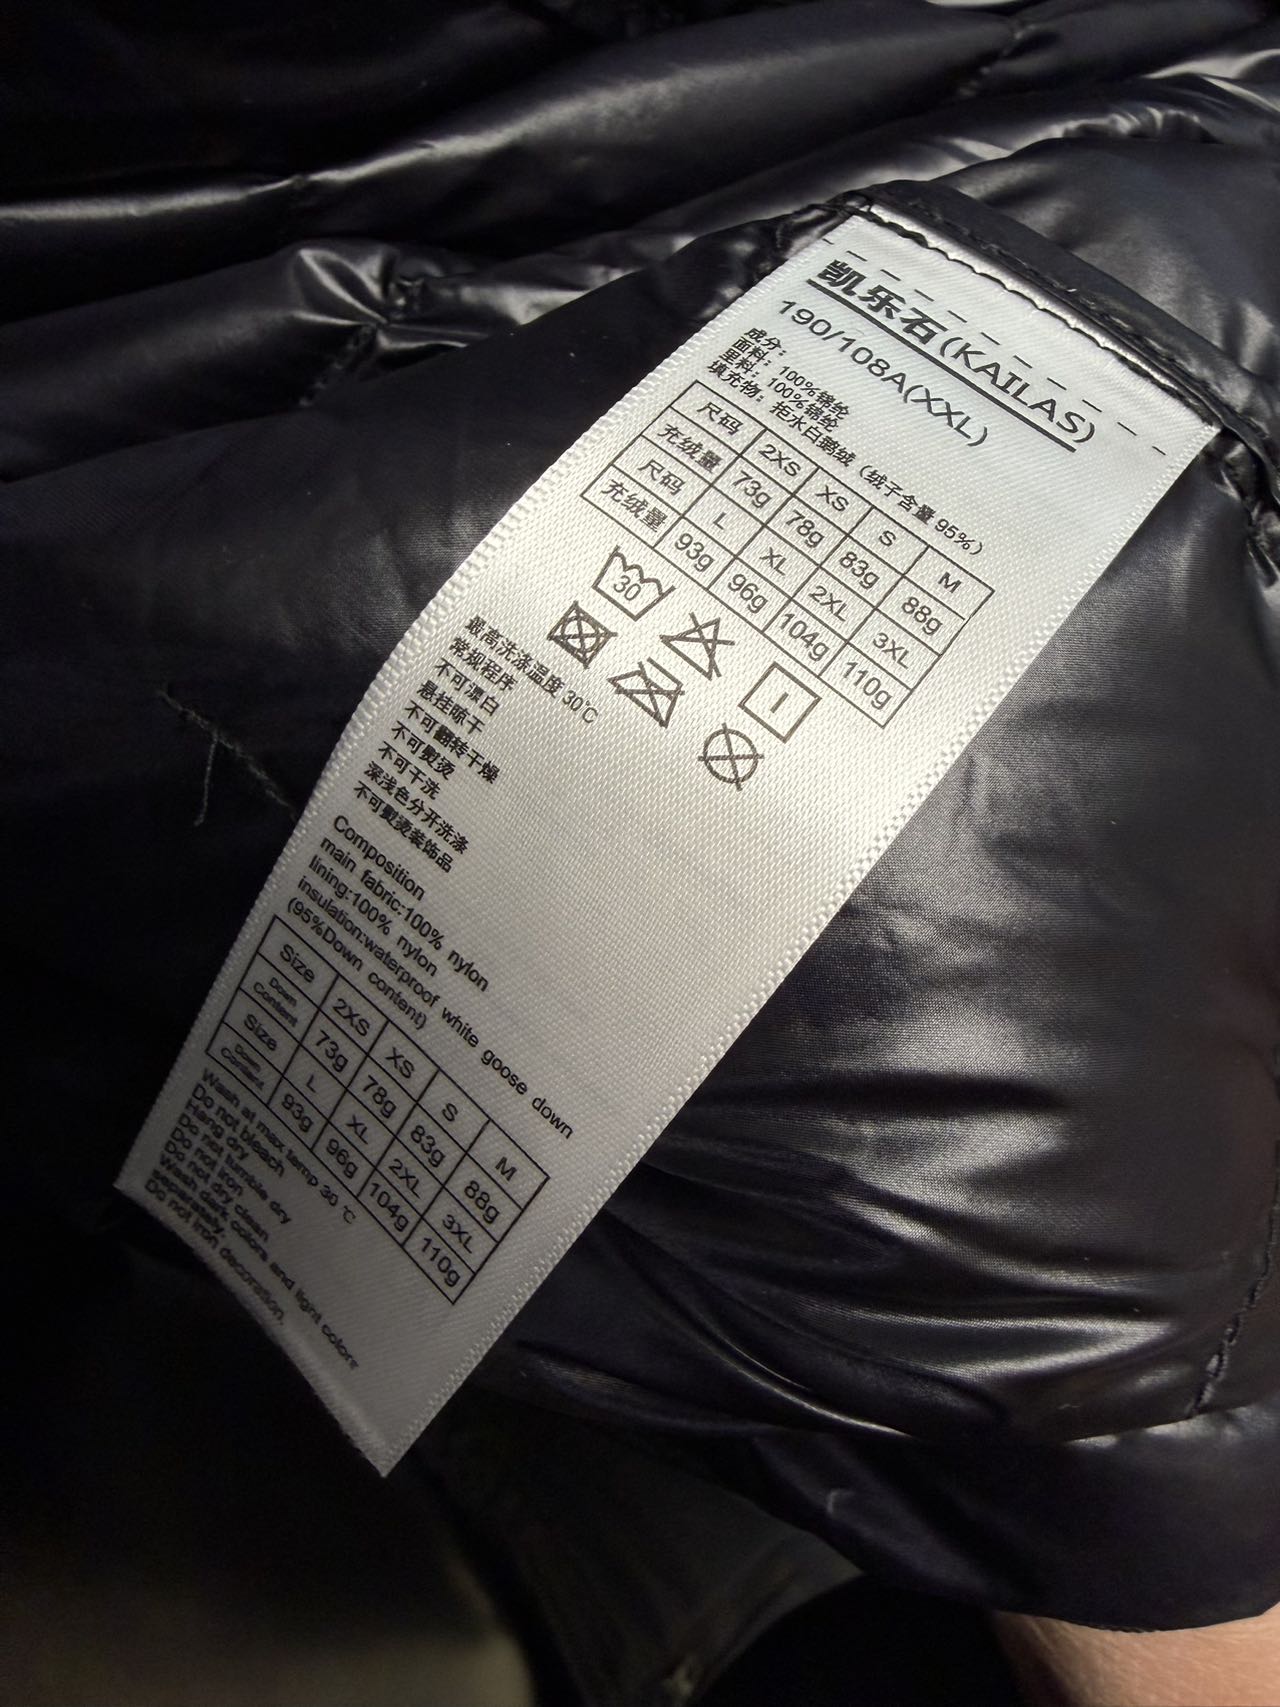 凯乐石(KAILAS)
190/108A(XXL)
成分：
面料：100%锦纶
里料：100%锦纶
填充物：拒水白鹅绒（绒子含量95%）
尺码 2XS XS S M
充绒量 73g 78g 83g 88g
尺码 L XL 2XL 3XL
充绒量 93g 96g 104g 110g
30
最高洗涤温度30℃
常规程序
不可漂白
悬挂晾干
不可翻转干燥
不可熨烫
不可干洗
深浅色分开洗涤
不可熨烫装饰品
Composition
main fabric:100% nylon
lining:100% nylon
insulation:waterproof white goose down
(95%Down content)
Size 2XS XS S M
Down Content 73g 78g 83g 88g
Size L XL 2XL 3XL
Down Content 93g 96g 104g 110g
Wash at max temp 30 ℃
Do not bleach
Hang dry
Do not tumble dry
Do not iron
Do not dry clean
Wash dark colors and light colors
separately.
Do not iron decoration.